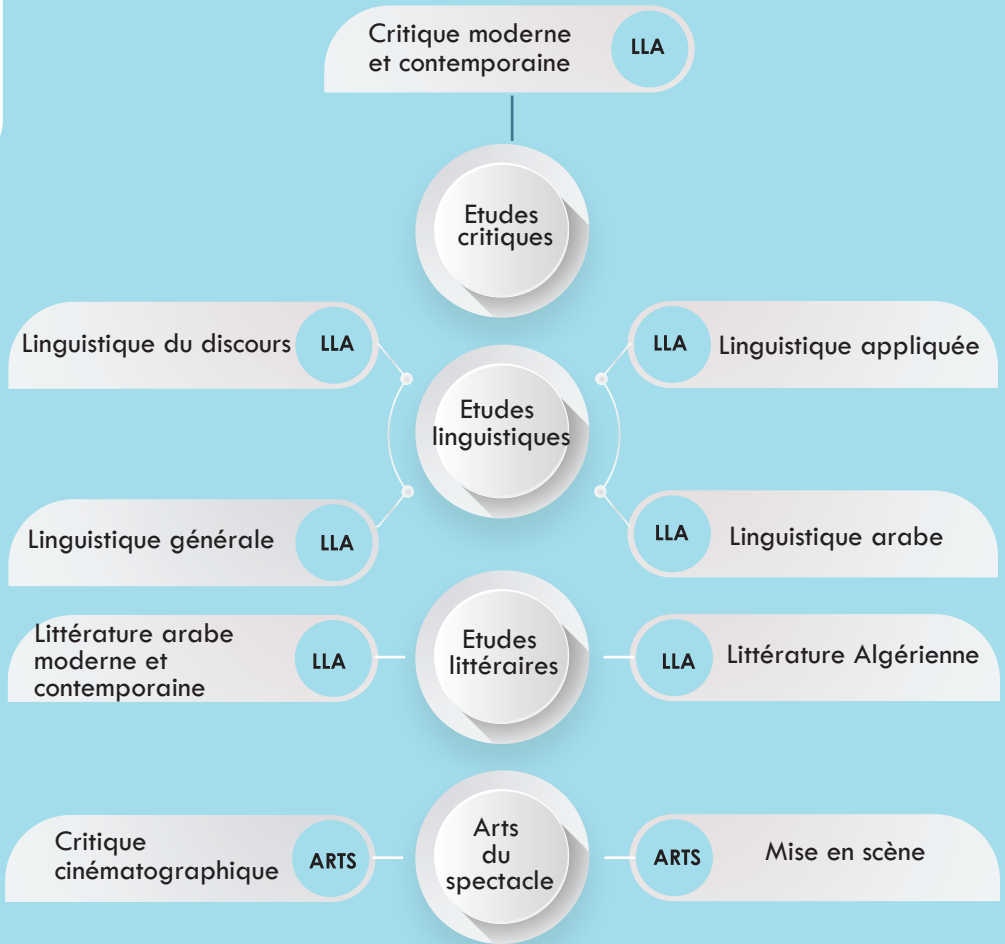 Critique moderne
et contemporaine
LLA
Etudes
critiques
Linguistique du discours
LLA
LLA
Linguistique appliquée
Etudes
linguistiques
Linguistique générale
LLA
LLA
Linguistique arabe
Littérature arabe
moderne et
contemporaine
LLA
Etudes
littéraires
LLA
Littérature Algérienne
Critique
cinématographique
ARTS
Arts
du
spectacle
ARTS
Mise en scène